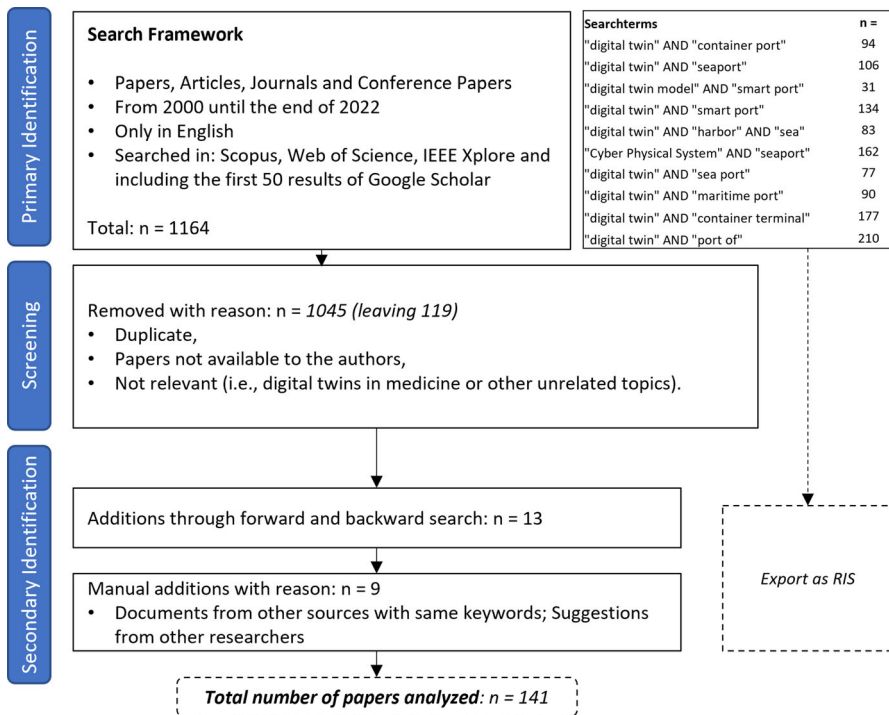 Primary Identification
Search Framework
• Papers, Articles, Journals and Conference Papers
• From 2000 until the end of 2022
• Only in English
• Searched in: Scopus, Web of Science, IEEE Xplore and
including the first 50 results of Google Scholar
Total: n = 1164
Searchterms n =
"digital twin" AND "container port" 94
"digital twin" AND "seaport" 106
"digital twin model" AND "smart port" 31
"digital twin" AND "smart port" 134
"digital twin" AND "harbor" AND "sea" 83
"Cyber Physical System" AND "seaport" 162
"digital twin" AND "sea port" 77
"digital twin" AND "maritime port" 90
"digital twin" AND "container terminal" 177
"digital twin" AND "port of" 210
Screening
Removed with reason: n = 1045 (leaving 119)
• Duplicate,
• Papers not available to the authors,
• Not relevant (i.e., digital twins in medicine or other unrelated topics).
Secondary Identification
Additions through forward and backward search: n = 13
Manual additions with reason: n = 9
• Documents from other sources with same keywords; Suggestions
from other researchers
Export as RIS
Total number of papers analyzed: n = 141